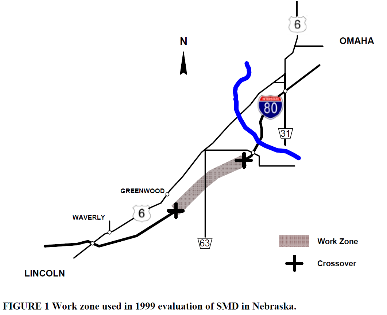 6
OMAHA
N
INTERSTATE
80
31
GREENWOOD
WAVERLY
6
63
LINCOLN
Work Zone
Crossover
FIGURE 1 Work zone used in 1999 evaluation of SMD in Nebraska.